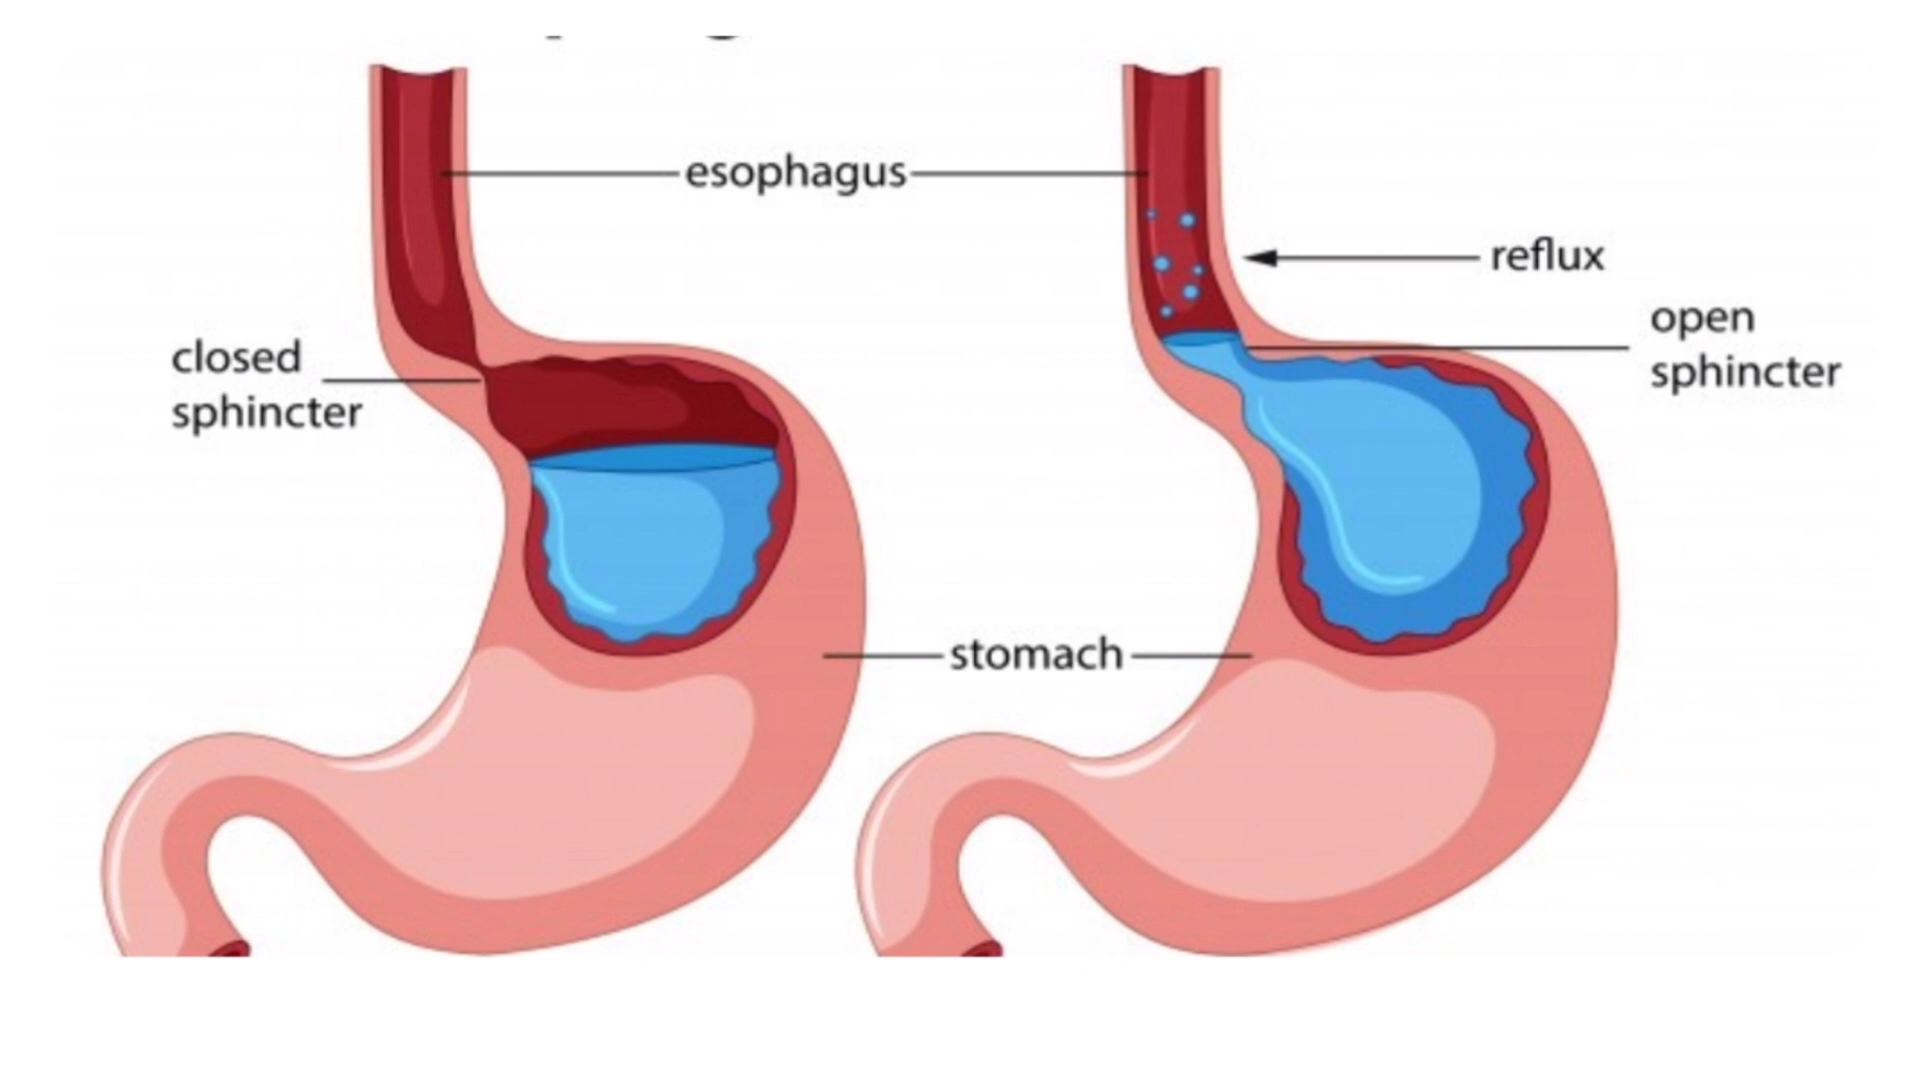 esophagus
reflux
open
sphincter
closed
sphincter
stomach